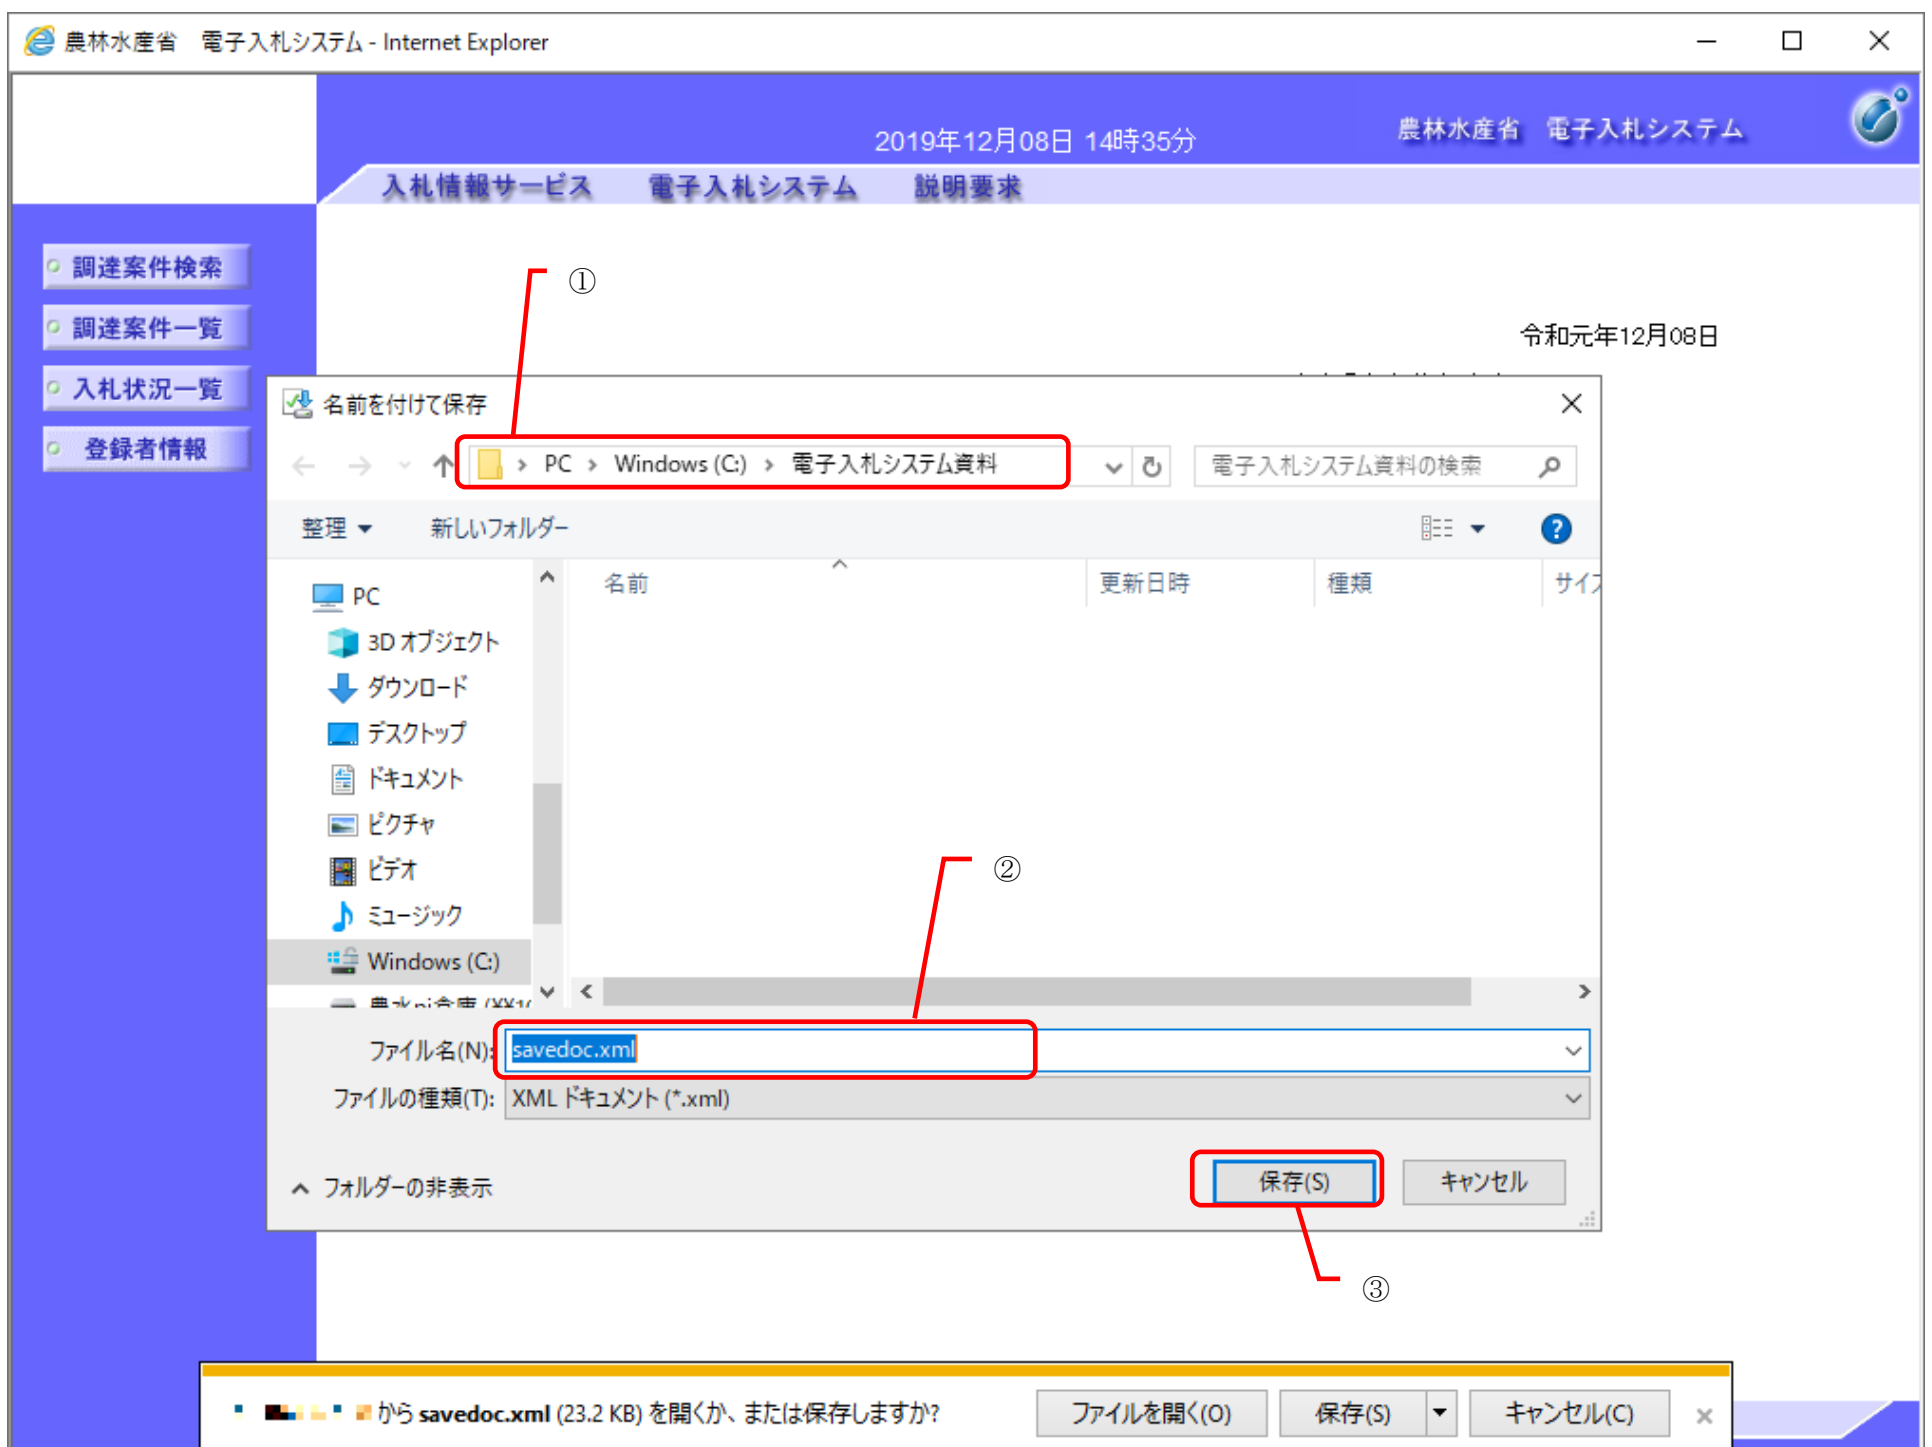 農林水産省　電子入札システム - Internet Explorer
2019年12月08日 14時35分
農林水産省　電子入札システム
入札情報サービス　電子入札システム　説明要求
調達案件検索
調達案件一覧
入札状況一覧
登録者情報
①
令和元年12月08日
名前を付けて保存
PC › Windows (C:) › 電子入札システム資料
電子入札システム資料の検索
整理
新しいフォルダー
名前
更新日時
種類
サイズ
PC
3D オブジェクト
ダウンロード
デスクトップ
ドキュメント
ピクチャ
ビデオ
ミュージック
Windows (C:)
②
ファイル名(N): savedoc.xml
ファイルの種類(T): XML ドキュメント (*.xml)
フォルダーの非表示
保存(S)
キャンセル
③
から savedoc.xml (23.2 KB) を開くか、または保存しますか?
ファイルを開く(O)
保存(S)
キャンセル(C)